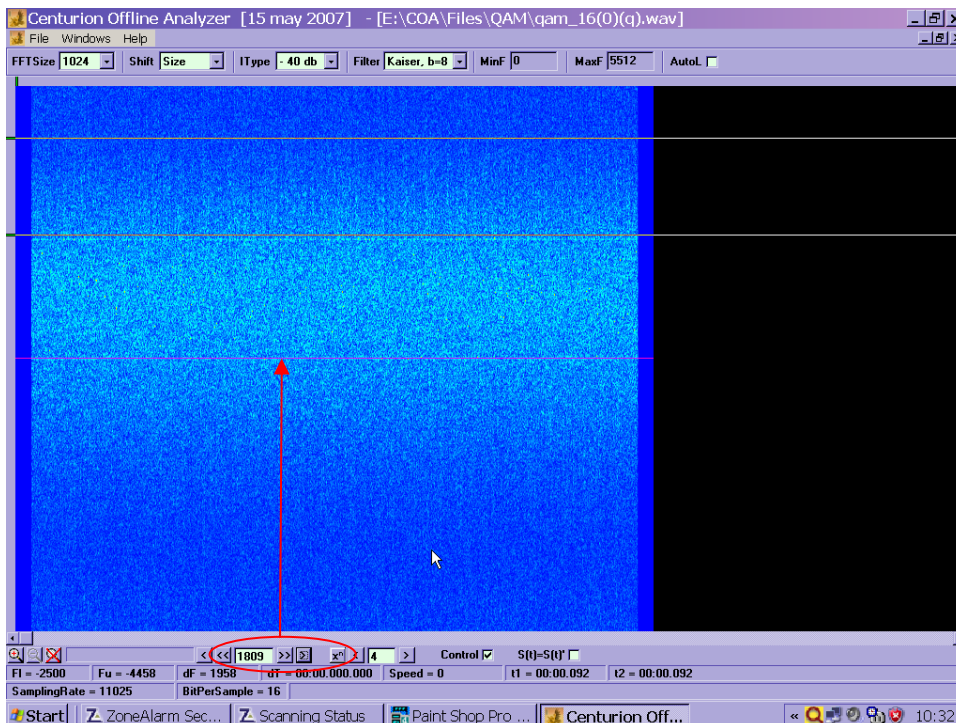 Centurion Offline Analyzer [15 may 2007] - [E:\COA\Files\QAM\qam_16(0)(q).wav]
File Windows Help
FFTSize 1024 Shift Size IType - 40 db Filter Kaiser, b=8 MinF 0 MaxF 5512 AutoL
< << 1809 >> Σ xⁿ < 4 > Control S(t)=S(t)'
Fl = -2500 Fu = -4458 dF = 1958 dT = 00:00.000.000 Speed = 0 t1 = 00:00.092 t2 = 00:00.092
SamplingRate = 11025 BitPerSample = 16
Start ZoneAlarm Sec... Scanning Status Paint Shop Pro ... Centurion Off... « 10:32